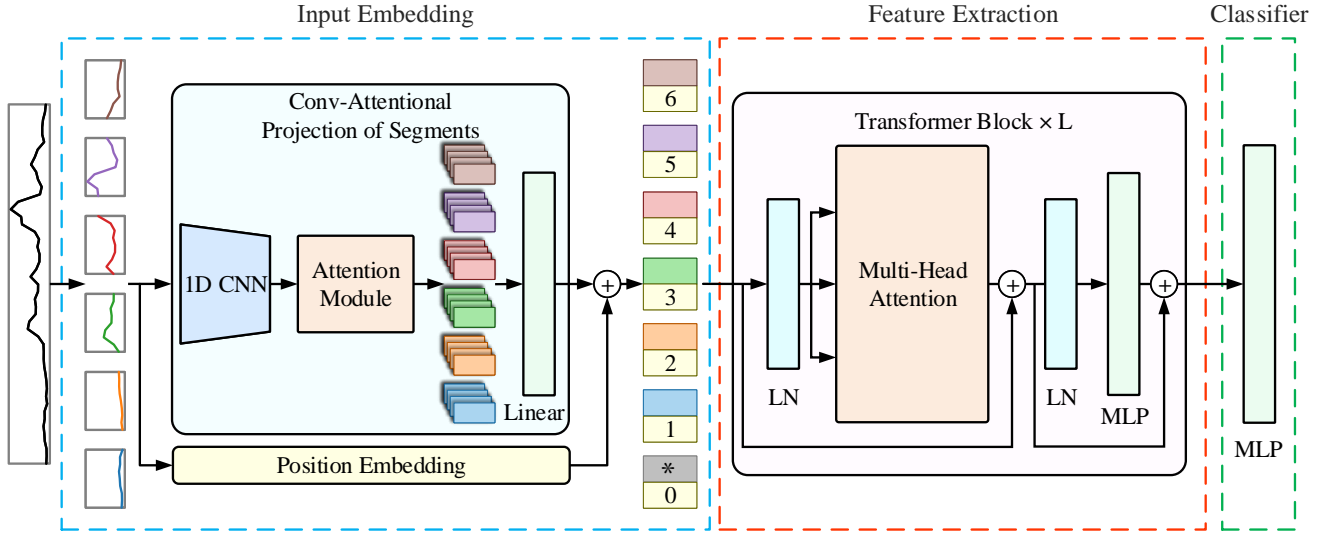 Input Embedding
Feature Extraction
Classifier
Conv-Attentional
Projection of Segments
1D CNN
Attention
Module
Linear
Position Embedding
6
5
4
3
2
1
*
0
Transformer Block × L
LN
Multi-Head
Attention
LN
MLP
MLP